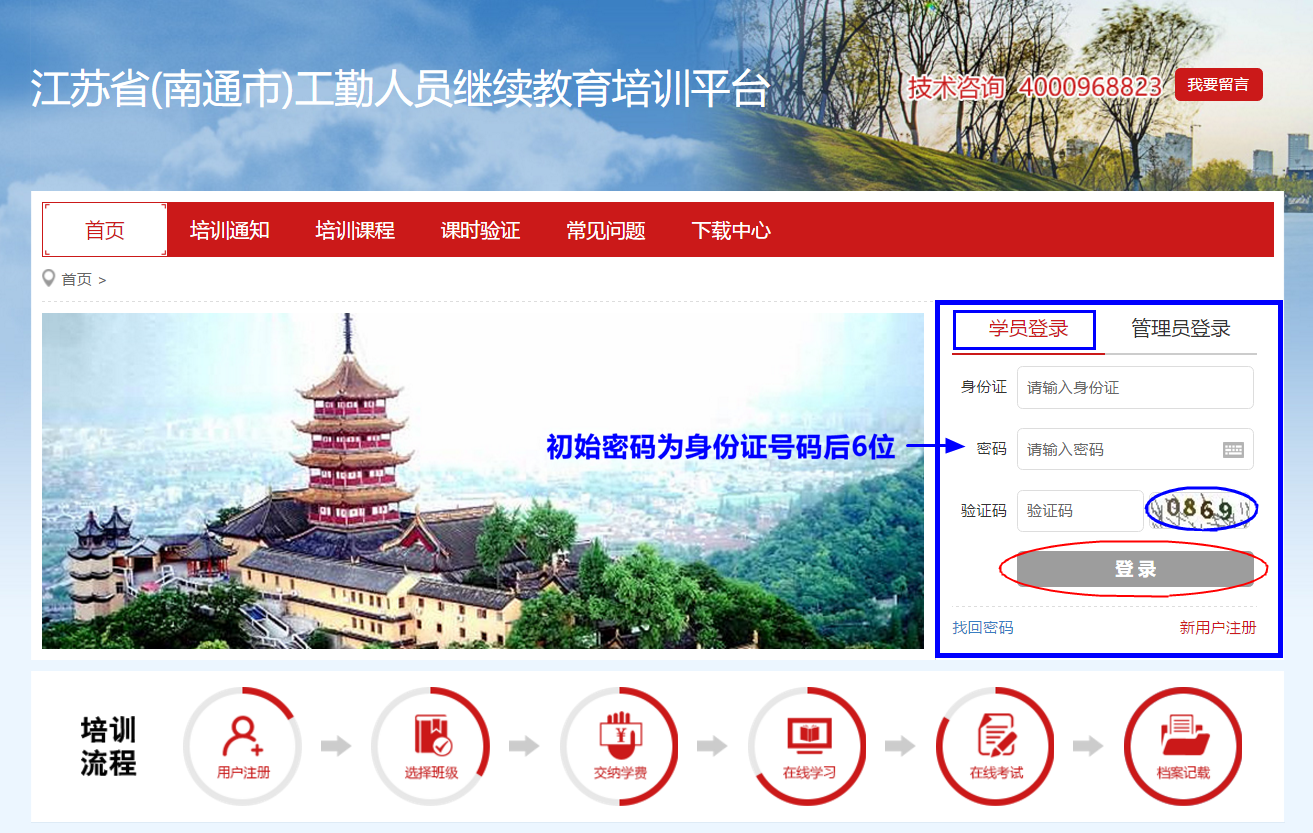 江苏省(南通市)工勤人员继续教育培训平台
技术咨询 4000968823
我要留言
首页 培训通知 培训课程 课时验证 常见问题 下载中心
首页 >
学员登录 管理员登录
身份证 请输入身份证
初始密码为身份证号码后6位
密码 请输入密码
验证码 验证码 0869
登录
找回密码 新用户注册
培训
流程
用户注册 选择班级 交纳学费 在线学习 在线考试 档案记载